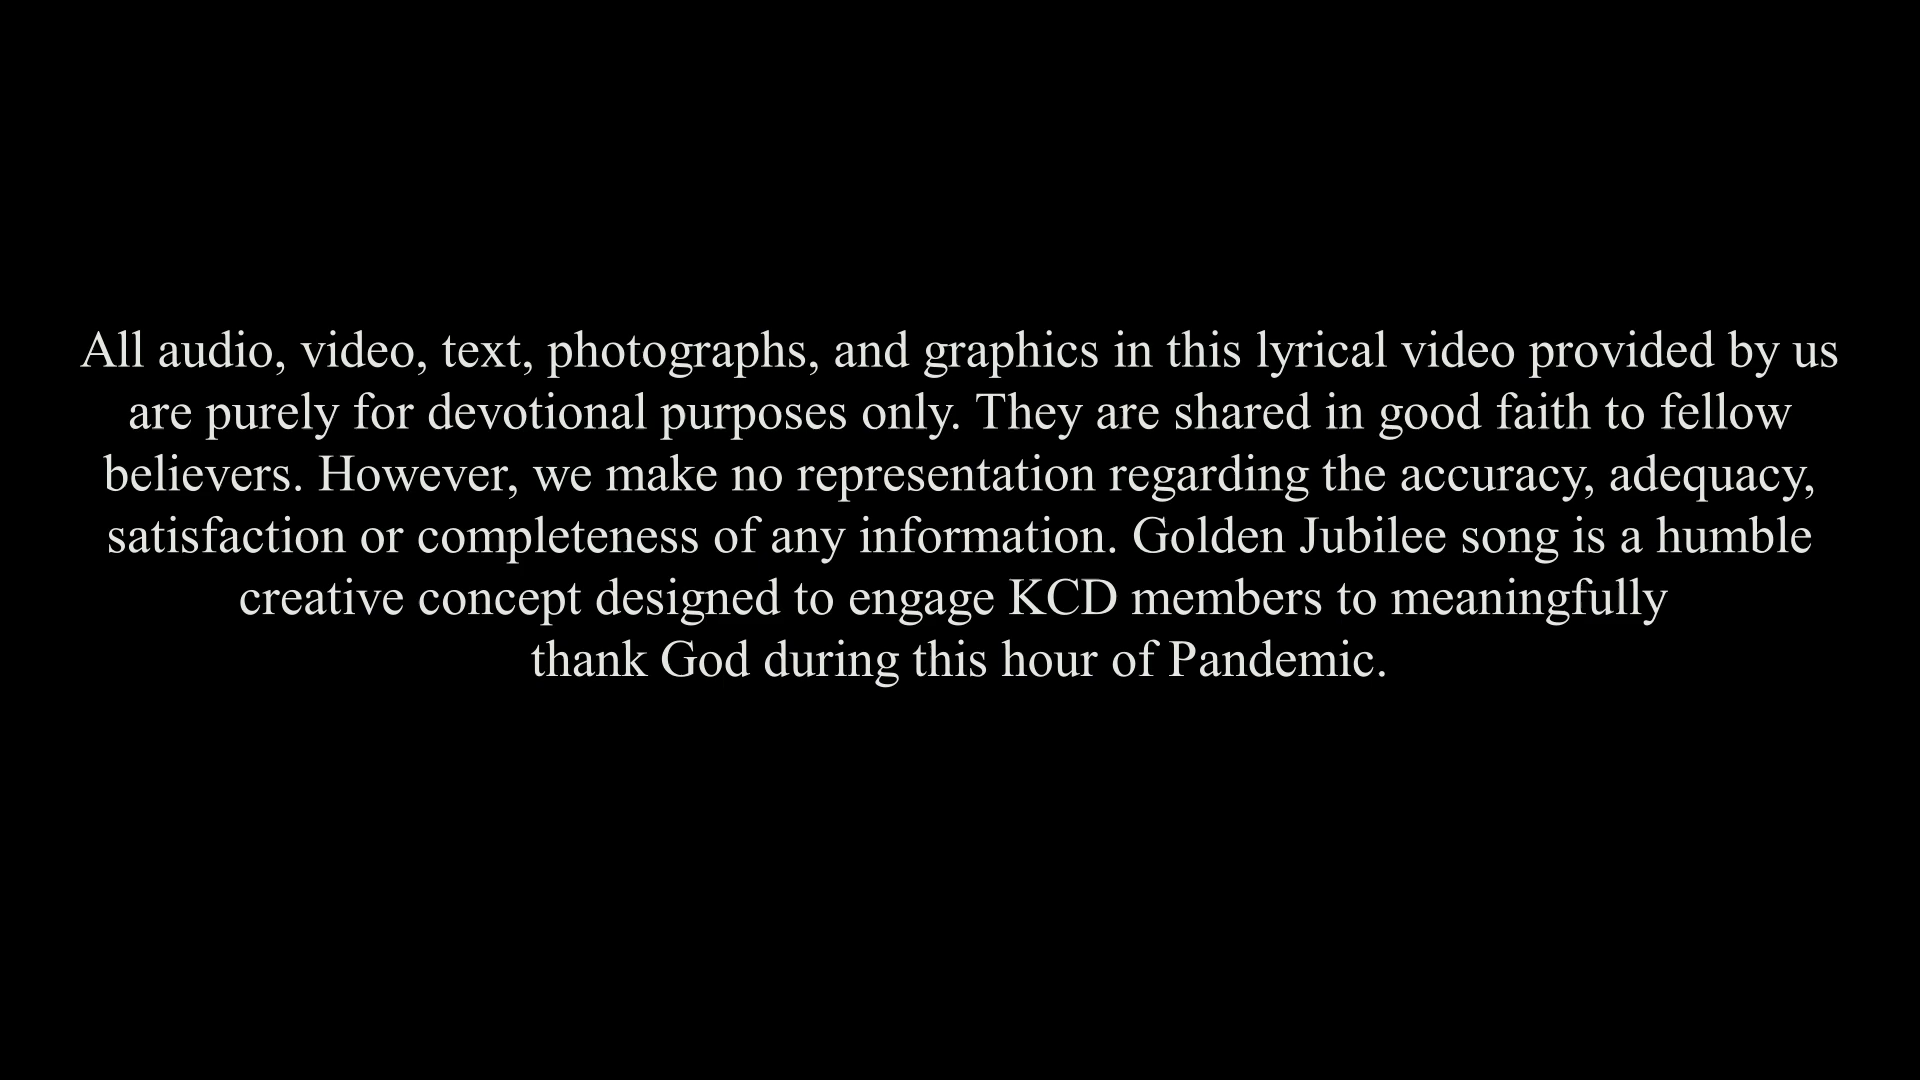 All audio, video, text, photographs, and graphics in this lyrical video provided by us
are purely for devotional purposes only. They are shared in good faith to fellow
believers. However, we make no representation regarding the accuracy, adequacy,
satisfaction or completeness of any information. Golden Jubilee song is a humble
creative concept designed to engage KCD members to meaningfully
thank God during this hour of Pandemic.